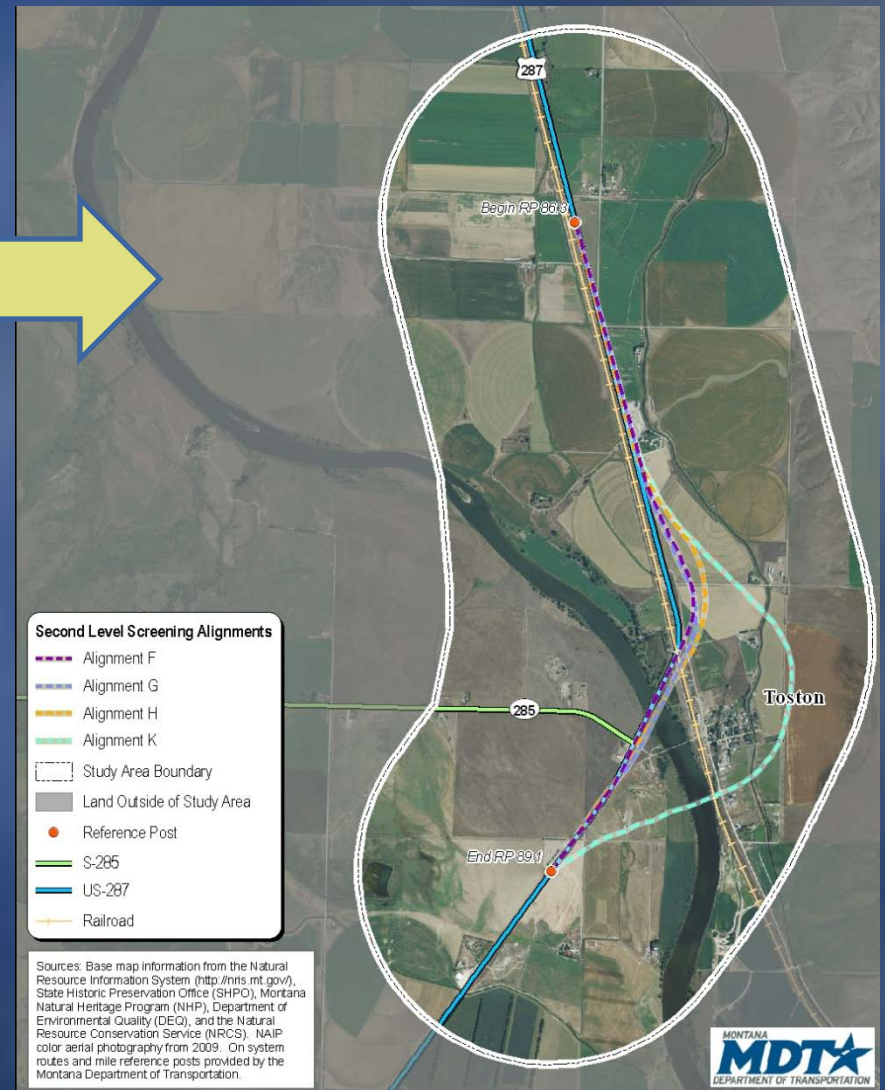 287
Begin RP 86.3
Toston
285
End RP 89.1
Second Level Screening Alignments
Alignment F
Alignment G
Alignment H
Alignment K
Study Area Boundary
Land Outside of Study Area
Reference Post
S-285
US-287
Railroad
Sources: Base map information from the Natural
Resource Information System (http://nris.mt.gov/),
State Historic Preservation Office (SHPO), Montana
Natural Heritage Program (NHP), Department of
Environmental Quality (DEQ), and the Natural
Resource Conservation Service (NRCS).  NAIP
color aerial photography from 2009.  On system
routes and mile reference posts provided by the
Montana Department of Transportation.
MONTANA
MDT
DEPARTMENT OF TRANSPORTATION